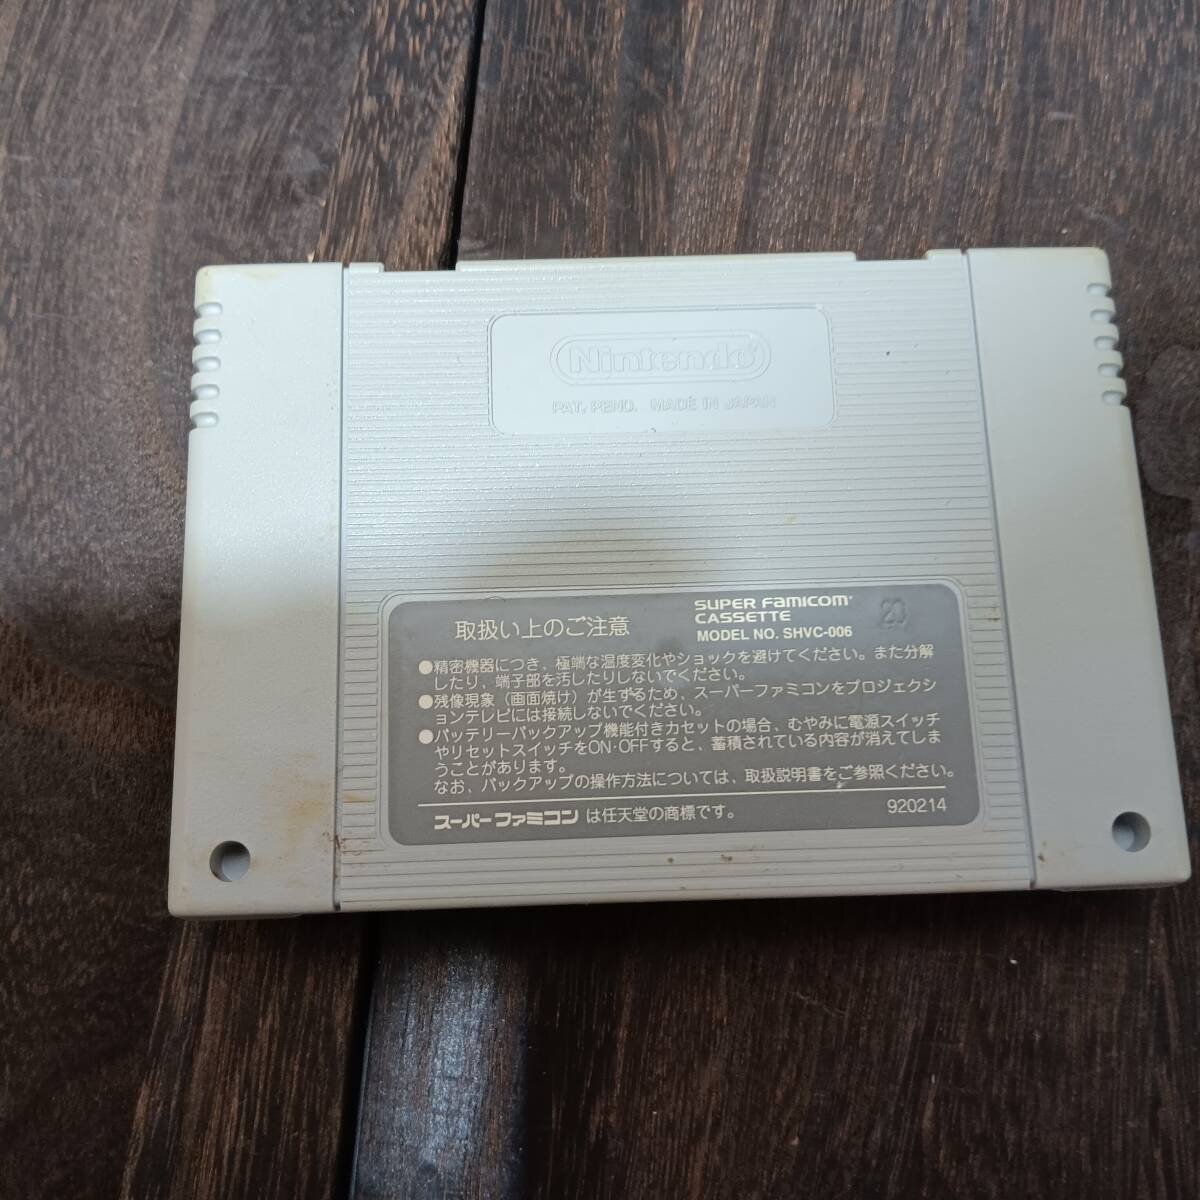 Nintendo®
PAT. PEND. MADE IN JAPAN
取扱い上のご注意
SUPER FAMICOM®
CASSETTE
MODEL NO. SHVC-006
20
●精密機器につき、極端な温度変化やショックを避けてください。また分解
したり、端子部を汚したりしないでください。
●残像現象（画面焼け）が生ずるため、スーパーファミコンをプロジェクシ
ョンテレビには接続しないでください。
●バッテリーバックアップ機能付きカセットの場合、むやみに電源スイッチ
やリセットスイッチをON·OFFすると、蓄積されている内容が消えてしま
うことがあります。
なお、バックアップの操作方法については、取扱説明書をご参照ください。
スーパーファミコン は任天堂の商標です。
920214